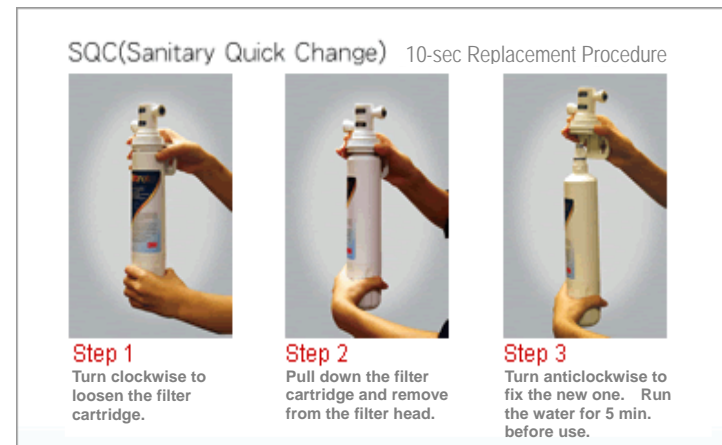 SQC(Sanitary Quick Change) 10-sec Replacement Procedure
Step 1
Turn clockwise to
loosen the filter
cartridge.
Step 2
Pull down the filter
cartridge and remove
from the filter head.
Step 3
Turn anticlockwise to
fix the new one. Run
the water for 5 min.
before use.